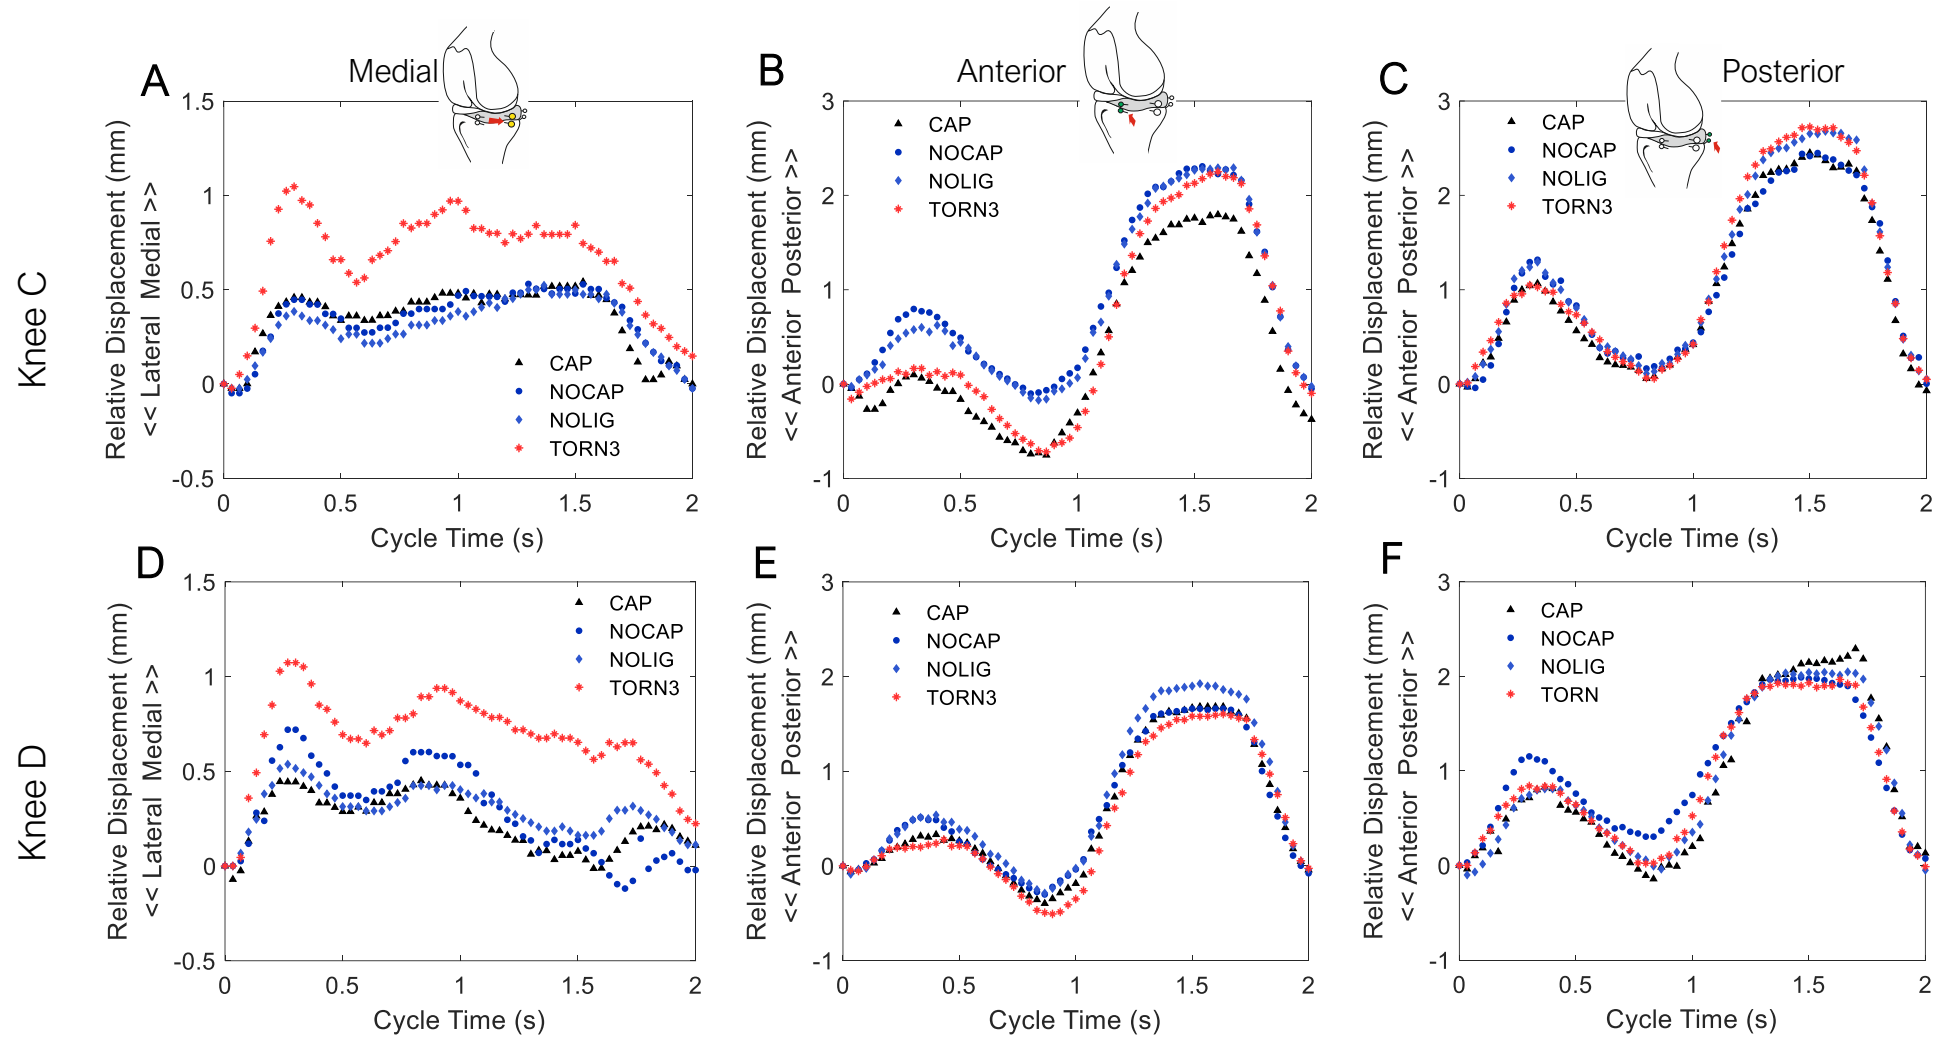 A
Medial
B
Anterior
C
Posterior
Knee C
Relative Displacement (mm)
<< Lateral Medial >>
1.5
1
0.5
0
-0.5
CAP
NOCAP
NOLIG
TORN3
0 0.5 1 1.5 2
Cycle Time (s)
Relative Displacement (mm)
<< Anterior Posterior >>
3
2
1
0
-1
CAP
NOCAP
NOLIG
TORN3
0 0.5 1 1.5 2
Cycle Time (s)
Relative Displacement (mm)
<< Anterior Posterior >>
3
2
1
0
-1
CAP
NOCAP
NOLIG
TORN3
0 0.5 1 1.5 2
Cycle Time (s)
Knee D
D
Relative Displacement (mm)
<< Lateral Medial >>
1.5
1
0.5
0
-0.5
CAP
NOCAP
NOLIG
TORN3
0 0.5 1 1.5 2
Cycle Time (s)
E
Relative Displacement (mm)
<< Anterior Posterior >>
3
2
1
0
-1
CAP
NOCAP
NOLIG
TORN3
0 0.5 1 1.5 2
Cycle Time (s)
F
Relative Displacement (mm)
<< Anterior Posterior >>
3
2
1
0
-1
CAP
NOCAP
NOLIG
TORN
0 0.5 1 1.5 2
Cycle Time (s)